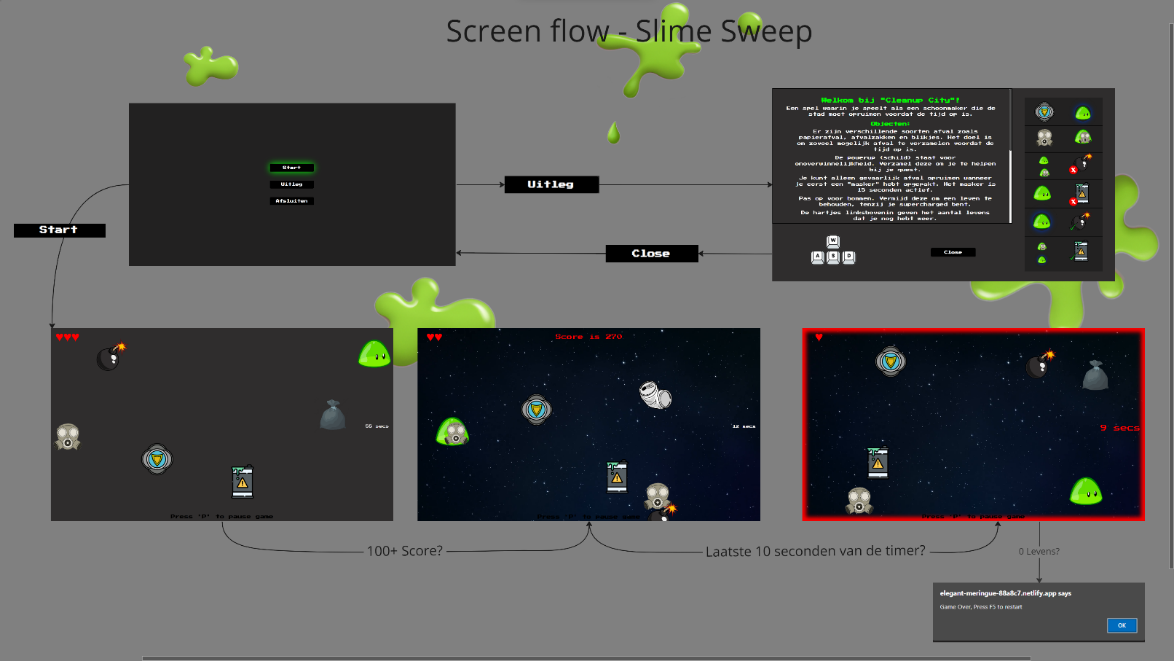 Screen flow - Slime Sweep
Start
Uitleg
Afsluiten
Uitleg
Start
Close
Welkom bij "Cleanup City"!
Een spel waarin je speelt als een schoonmaker die de
stad moet opruimen voordat de tijd op is.
Objecten:
Er zijn verschillende soorten afval zoals
papierafval, afvalzakken en blikjes. Het doel is
om zoveel mogelijk afval te verzamelen voordat de
tijd op is.
De powerup (schild) staat voor
onoverwinnelijkheid. Verzamel deze om je te helpen
bij je quest.
Je kunt alleen gevaarlijk afval opruimen wanneer
je eerst een "masker" hebt opgepakt. Het masker is
15 seconden actief.
Pas op voor bommen. Vermijd deze om een leven te
behouden, tenzij je supercharged bent.
De hartjes linksbovenin geven het aantal levens
dat je nog hebt weer.
W
A S D
Close
55 secs
Press 'P' to pause game
Score is 270
12 secs
9 secs
Press 'P' to pause game
100+ Score?
Laatste 10 seconden van de timer?
0 Levens?
elegant-meringue-88a8c7.netlify.app says
Game Over, Press F5 to restart
OK